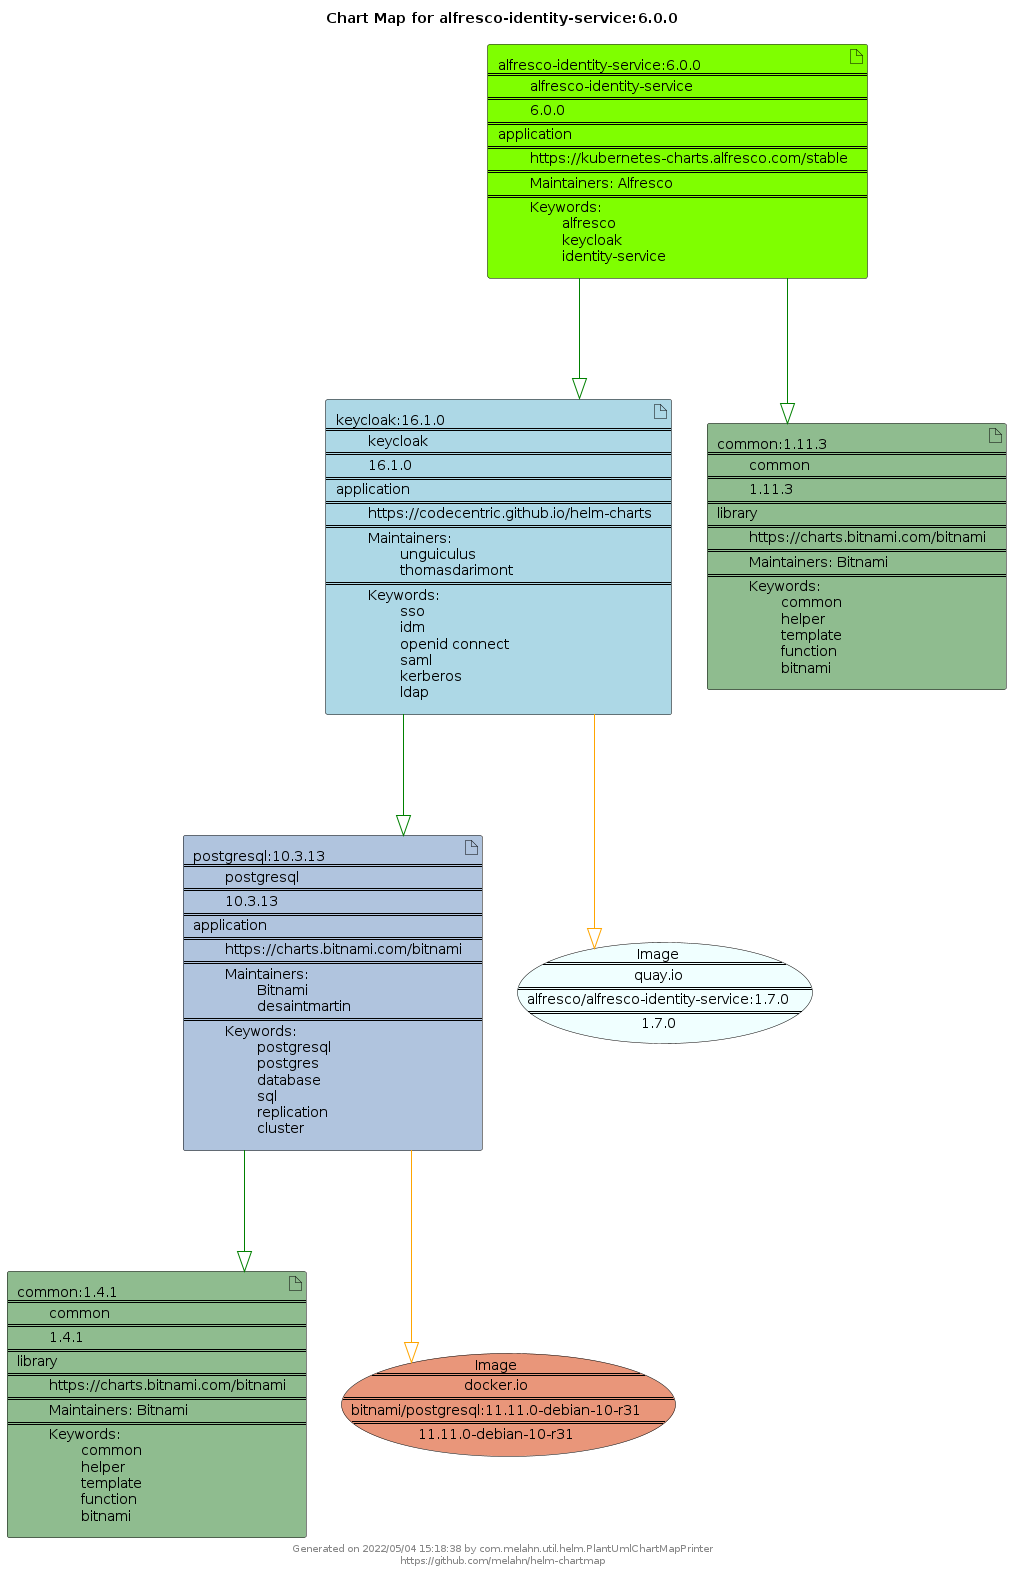 Chart Map for alfresco-identity-service:6.0.0
alfresco-identity-service:6.0.0
alfresco-identity-service
6.0.0
application
https://kubernetes-charts.alfresco.com/stable
Maintainers: Alfresco
Keywords:
alfresco
keycloak
identity-service
keycloak:16.1.0
keycloak
16.1.0
application
https://codecentric.github.io/helm-charts
Maintainers:
unguiculus
thomasdarimont
Keywords:
sso
idm
openid connect
saml
kerberos
ldap
common:1.11.3
common
1.11.3
library
https://charts.bitnami.com/bitnami
Maintainers: Bitnami
Keywords:
common
helper
template
function
bitnami
postgresql:10.3.13
postgresql
10.3.13
application
https://charts.bitnami.com/bitnami
Maintainers:
Bitnami
desaintmartin
Keywords:
postgresql
postgres
database
sql
replication
cluster
Image
quay.io
alfresco/alfresco-identity-service:1.7.0
1.7.0
common:1.4.1
common
1.4.1
library
https://charts.bitnami.com/bitnami
Maintainers: Bitnami
Keywords:
common
helper
template
function
bitnami
Image
docker.io
bitnami/postgresql:11.11.0-debian-10-r31
11.11.0-debian-10-r31
Generated on 2022/05/04 15:18:38 by com.melahn.util.helm.PlantUmlChartMapPrinter
https://github.com/melahn/helm-chartmap